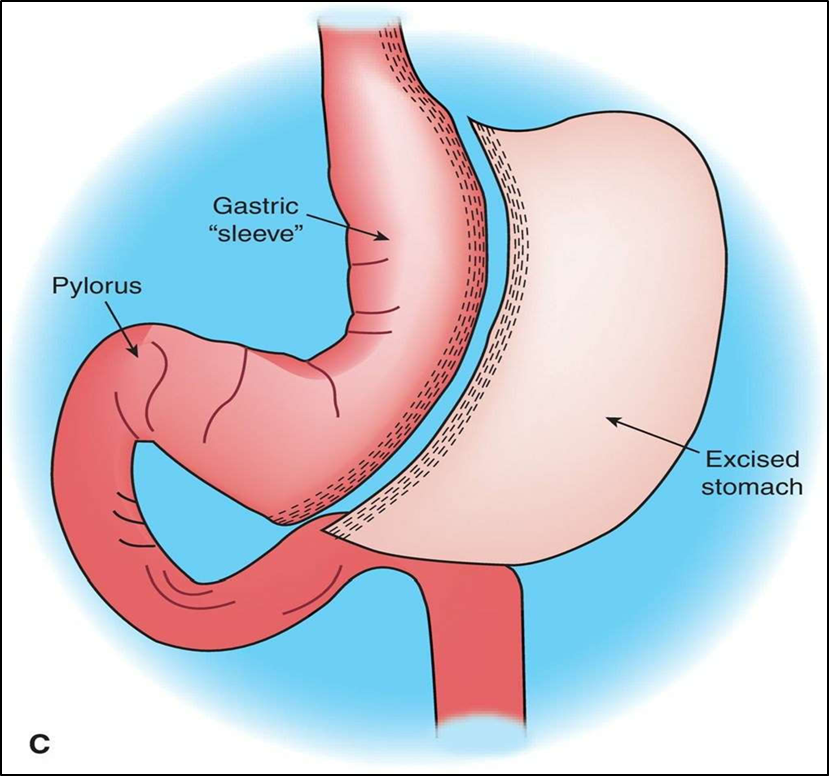 Gastric
“sleeve”
Pylorus
Excised
stomach
C